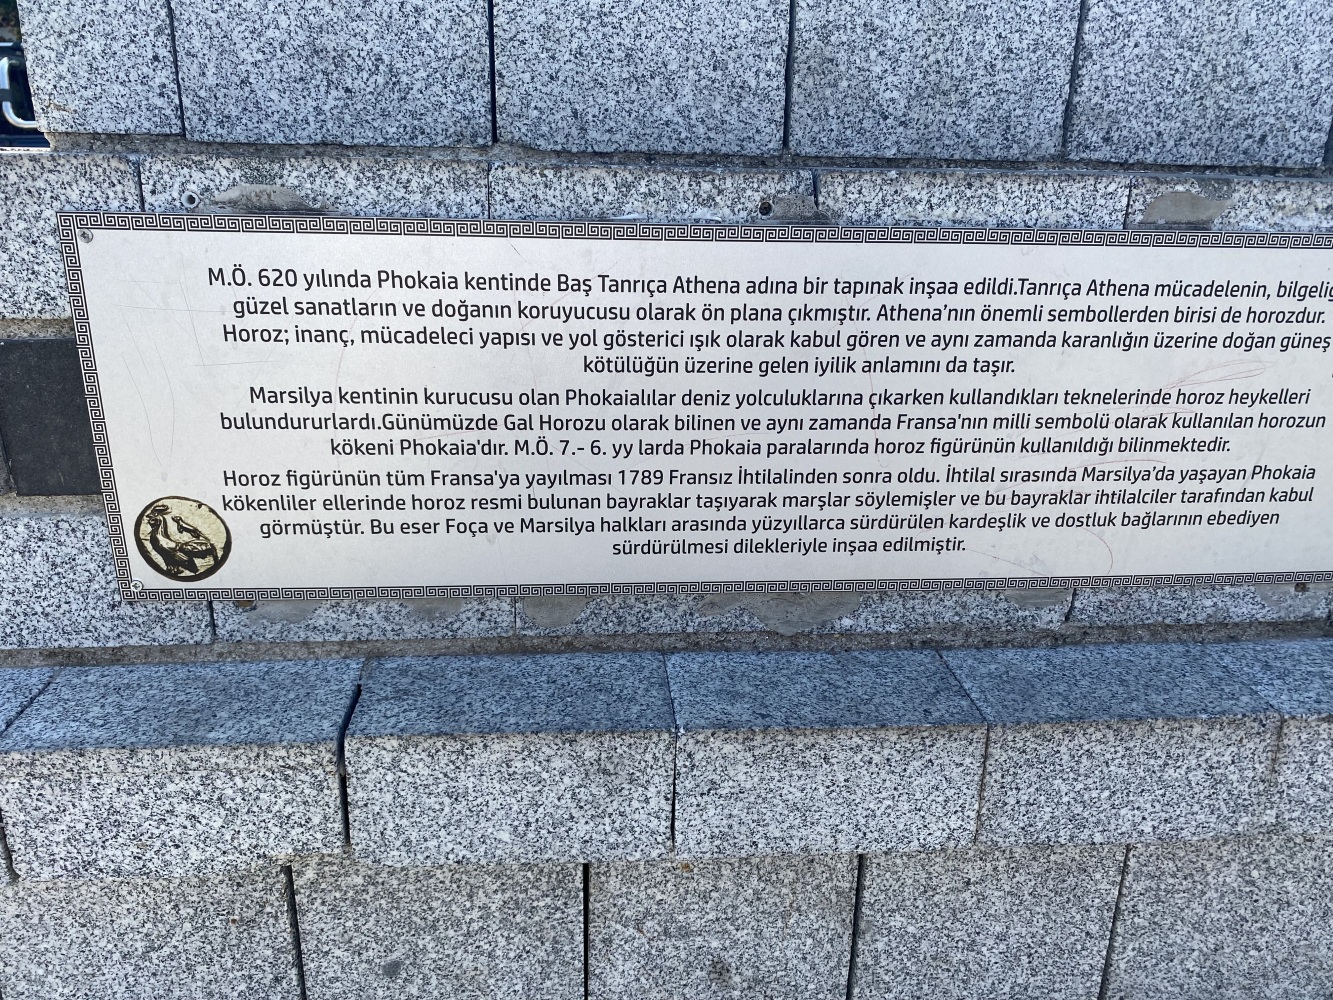 M.Ö. 620 yılında Phokaia kentinde Baş Tanrıça Athena adına bir tapınak inşaa edildi.Tanrıça Athena mücadelenin,
güzel sanatların ve doğanın koruyucusu olarak ön plana çıkmıştır. Athena'nın önemli sembollerden birisi de horozdur.
Horoz; inanç, mücadeleci yapısı ve yol gösterici ışık olarak kabul gören ve aynı zamanda karanlığın üzerine doğan güneş
kötülüğün üzerine gelen iyilik anlamını da taşır.
Marsilya kentinin kurucusu olan Phokaialılar deniz yolculuklarına çıkarken kullandıkları teknelerinde horoz heykelleri
bulundururlardı.Günümüzde Gal Horozu olarak bilinen ve aynı zamanda Fransa'nın milli sembolü olarak kullanılan horozun
kökeni Phokaia'dır. M.Ö. 7.- 6. yy larda Phokaia paralarında horoz figürünün kullanıldığı bilinmektedir.
Horoz figürünün tüm Fransa'ya yayılması 1789 Fransız İhtilalinden sonra oldu. İhtilal sırasında Marsilya'da yaşayan Phokaia
kökenliler ellerinde horoz resmi bulunan bayraklar taşıyarak marşlar söylemişler ve bu bayraklar ihtilalciler tarafından kabul
görmüştür. Bu eser Foça ve Marsilya halkları arasında yüzyıllarca sürdürülen kardeşlik ve dostluk bağlarının ebediyen
sürdürülmesi dilekleriyle inşaa edilmiştir.